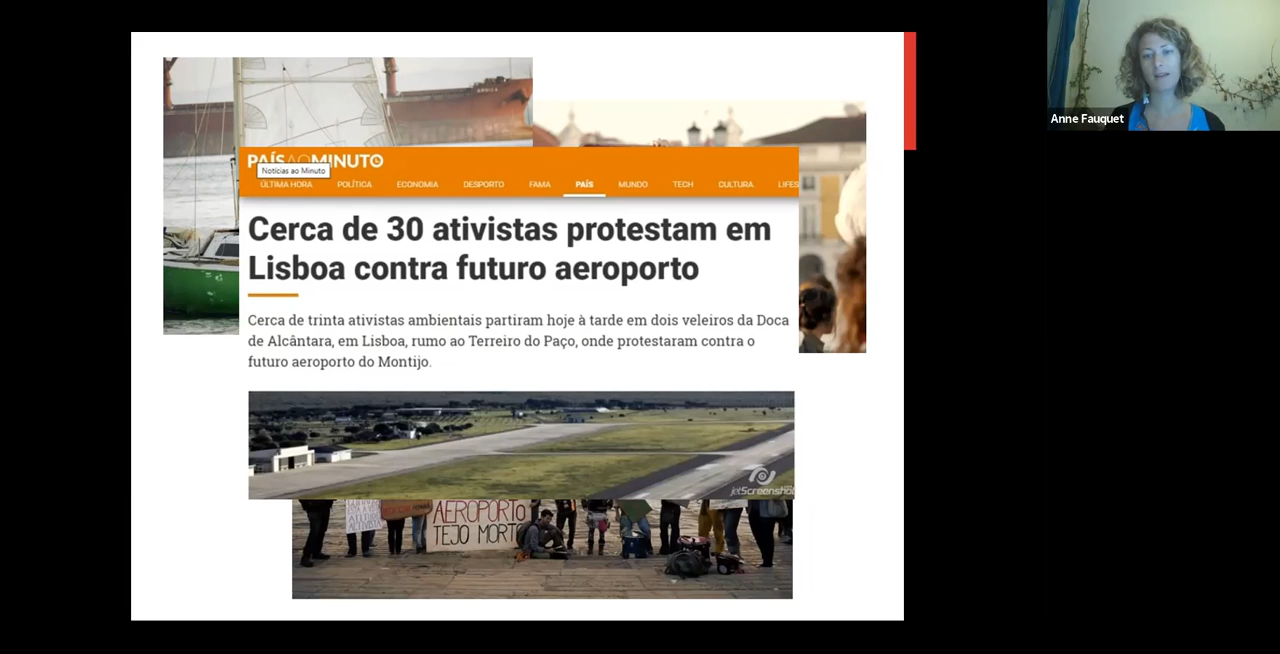 PAÍSAOMINUTO
Notícias ao Minuto
ÚLTIMA HORA POLÍTICA ECONOMIA DESPORTO FAMA PAÍS MUNDO TECH CULTURA LIFES
Cerca de 30 ativistas protestam em
Lisboa contra futuro aeroporto
Cerca de trinta ativistas ambientais partiram hoje à tarde em dois veleiros da Doca
de Alcântara, em Lisboa, rumo ao Terreiro do Paço, onde protestaram contra o
futuro aeroporto do Montijo.
jetScreenshot
AEROPORTO
TEJO MORTO
Anne Fauquet